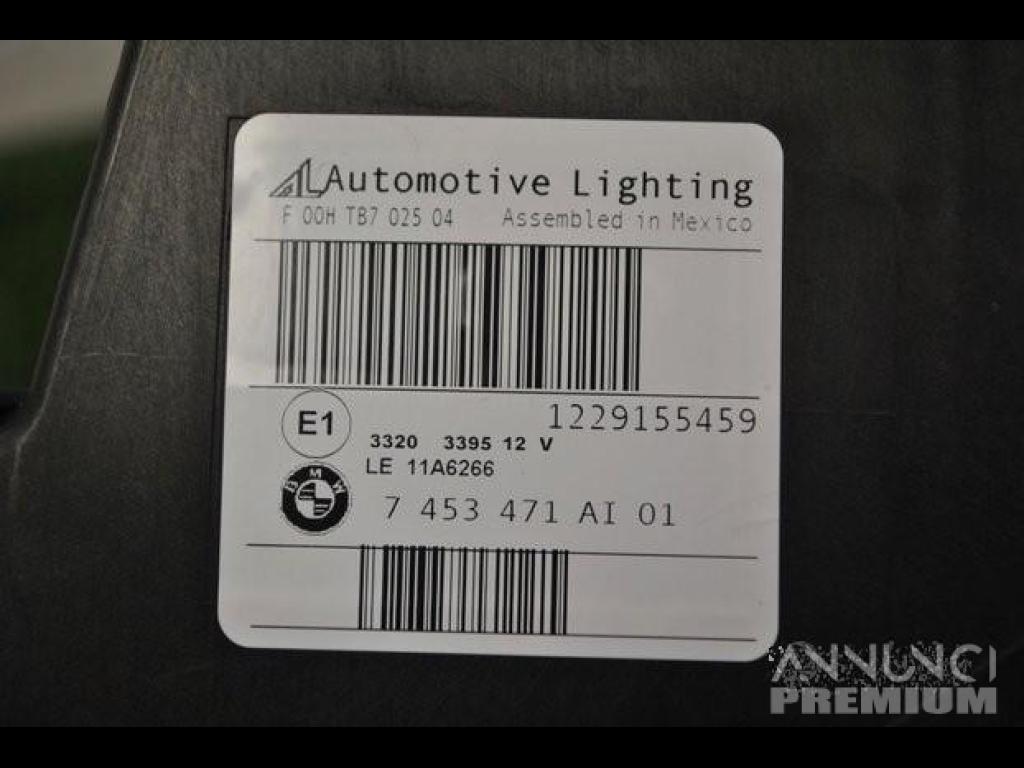 AL Automotive Lighting
F 00H TB7 025 04 Assembled in Mexico
1229155459
E1
3320 3395 12 V
LE 11A6266
BMW
7 453 471 AI 01
ANNUNCI
PREMIUM